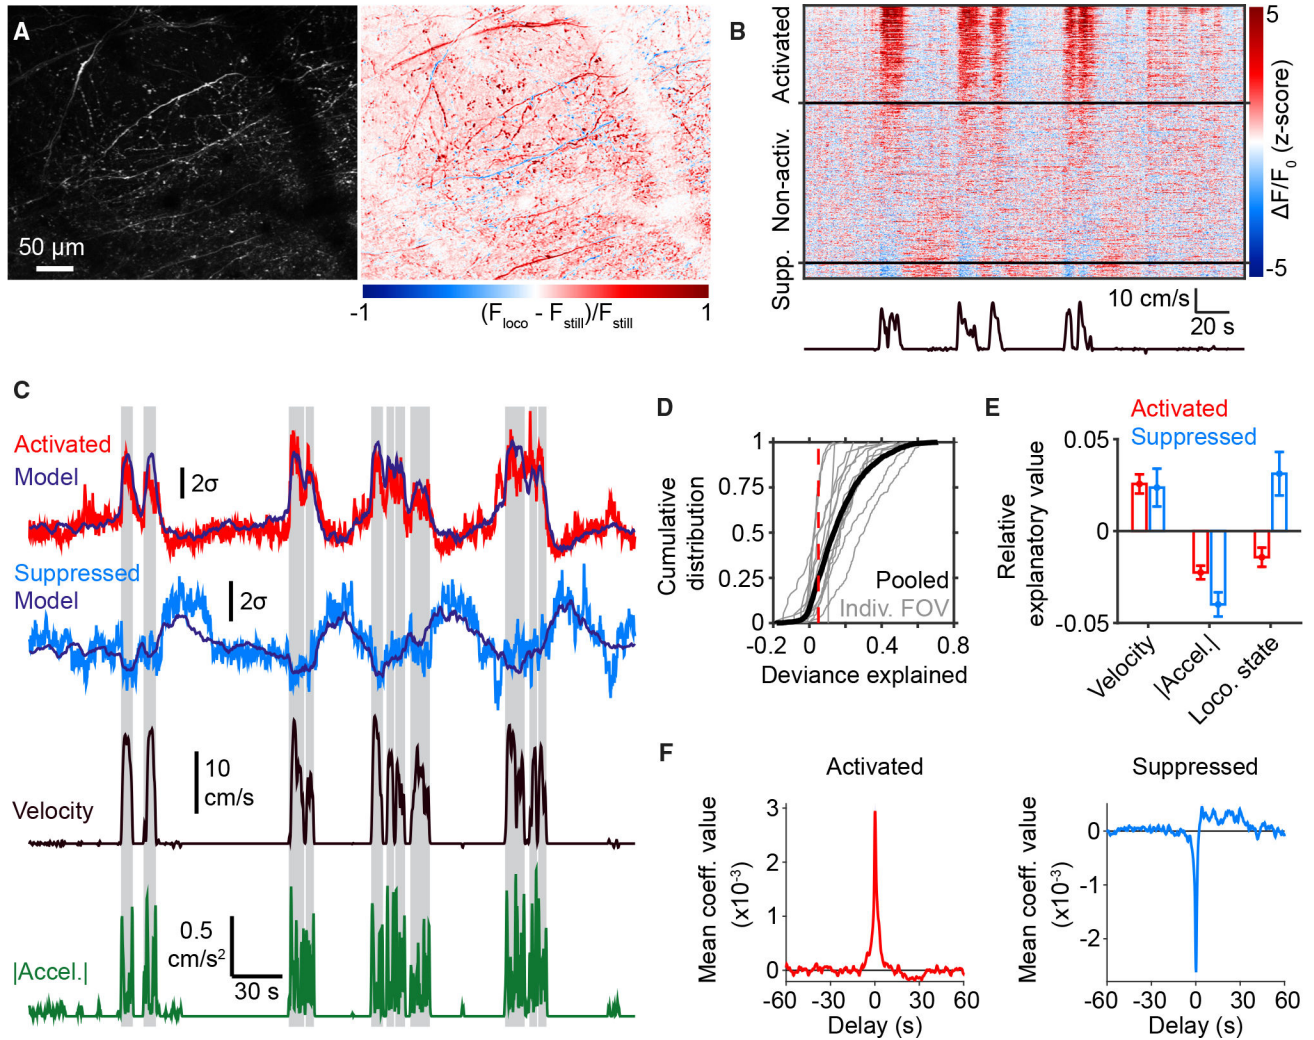 A
50 μm
-1
(Floco - Fstill)/Fstill
1
B
Activated
Non-activ.
Supp.
5
ΔF/F0 (z-score)
-5
10 cm/s
20 s
C
Activated
Model
2σ
Suppressed
Model
2σ
Velocity
10
cm/s
|Accel.|
0.5
cm/s2
30 s
D
Cumulative
distribution
1
0.75
0.5
0.25
0
Pooled
Indiv. FOV
-0.2 0 0.4 0.8
Deviance explained
E
Activated
Suppressed
Relative
explanatory value
0.05
0
-0.05
Velocity
|Accel.|
Loco. state
F
Activated
Mean coeff. value
(x10-3)
3
2
1
0
-60 -30 0 30 60
Delay (s)
Suppressed
Mean coeff. value
(x10-3)
0
-1
-2
-60 -30 0 30 60
Delay (s)